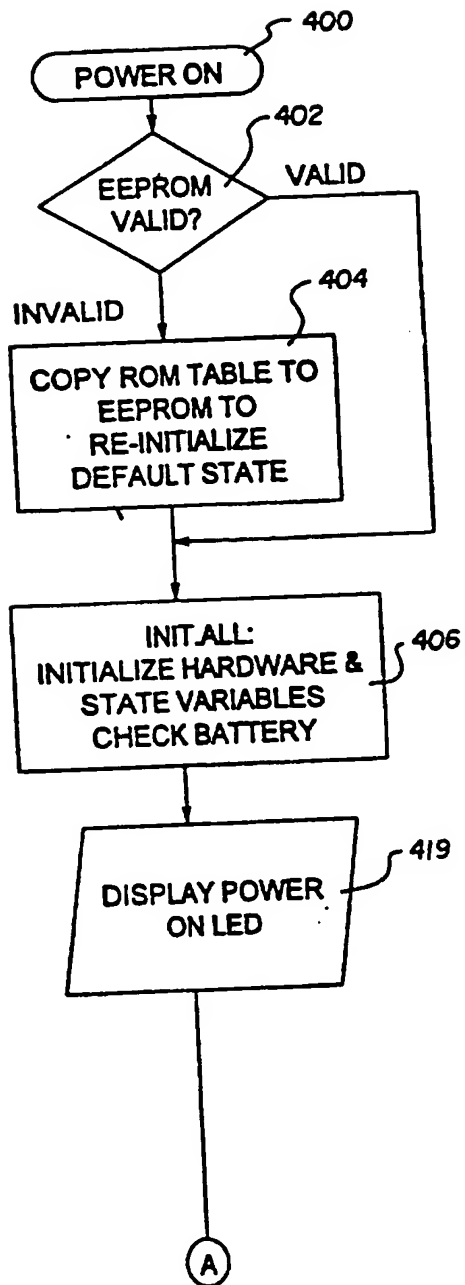 400
POWER ON
402
EEPROM
VALID?
VALID
INVALID
404
COPY ROM TABLE TO
EEPROM TO
RE-INITIALIZE
DEFAULT STATE
INIT.ALL:
INITIALIZE HARDWARE &
STATE VARIABLES
CHECK BATTERY
406
DISPLAY POWER
ON LED
419
A